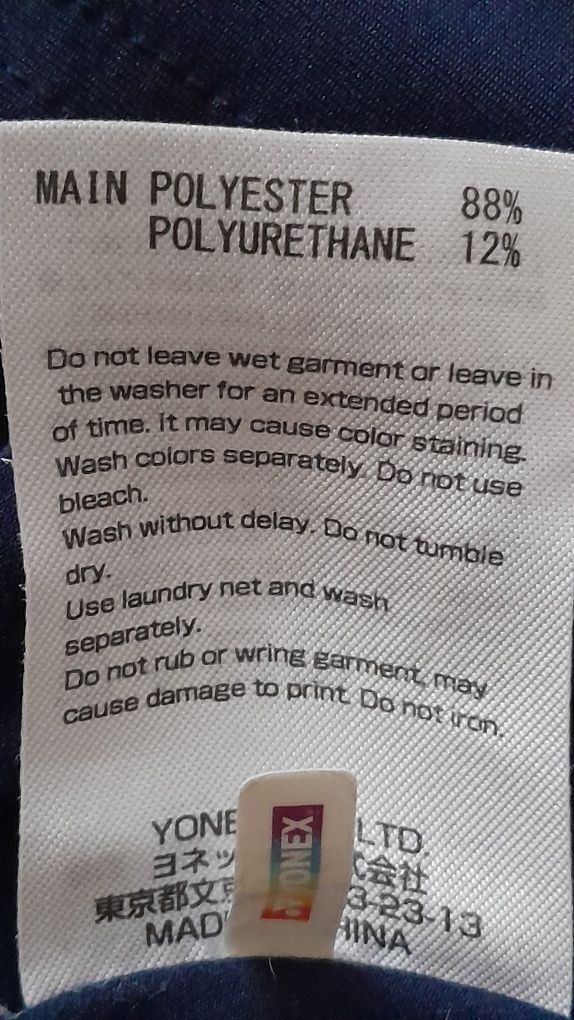 MAIN POLYESTER 88%
POLYURETHANE 12%
Do not leave wet garment or leave in
the washer for an extended period
of time. it may cause color staining.
Wash colors separately. Do not use
bleach.
Wash without delay. Do not tumble
dry.
Use laundry net and wash
separately.
Do not rub or wring garment, may
cause damage to print. Do not iron.
YONE LTD.
ヨネッ 会社
東京都文 3-23-13
MAD HINA
YONEX